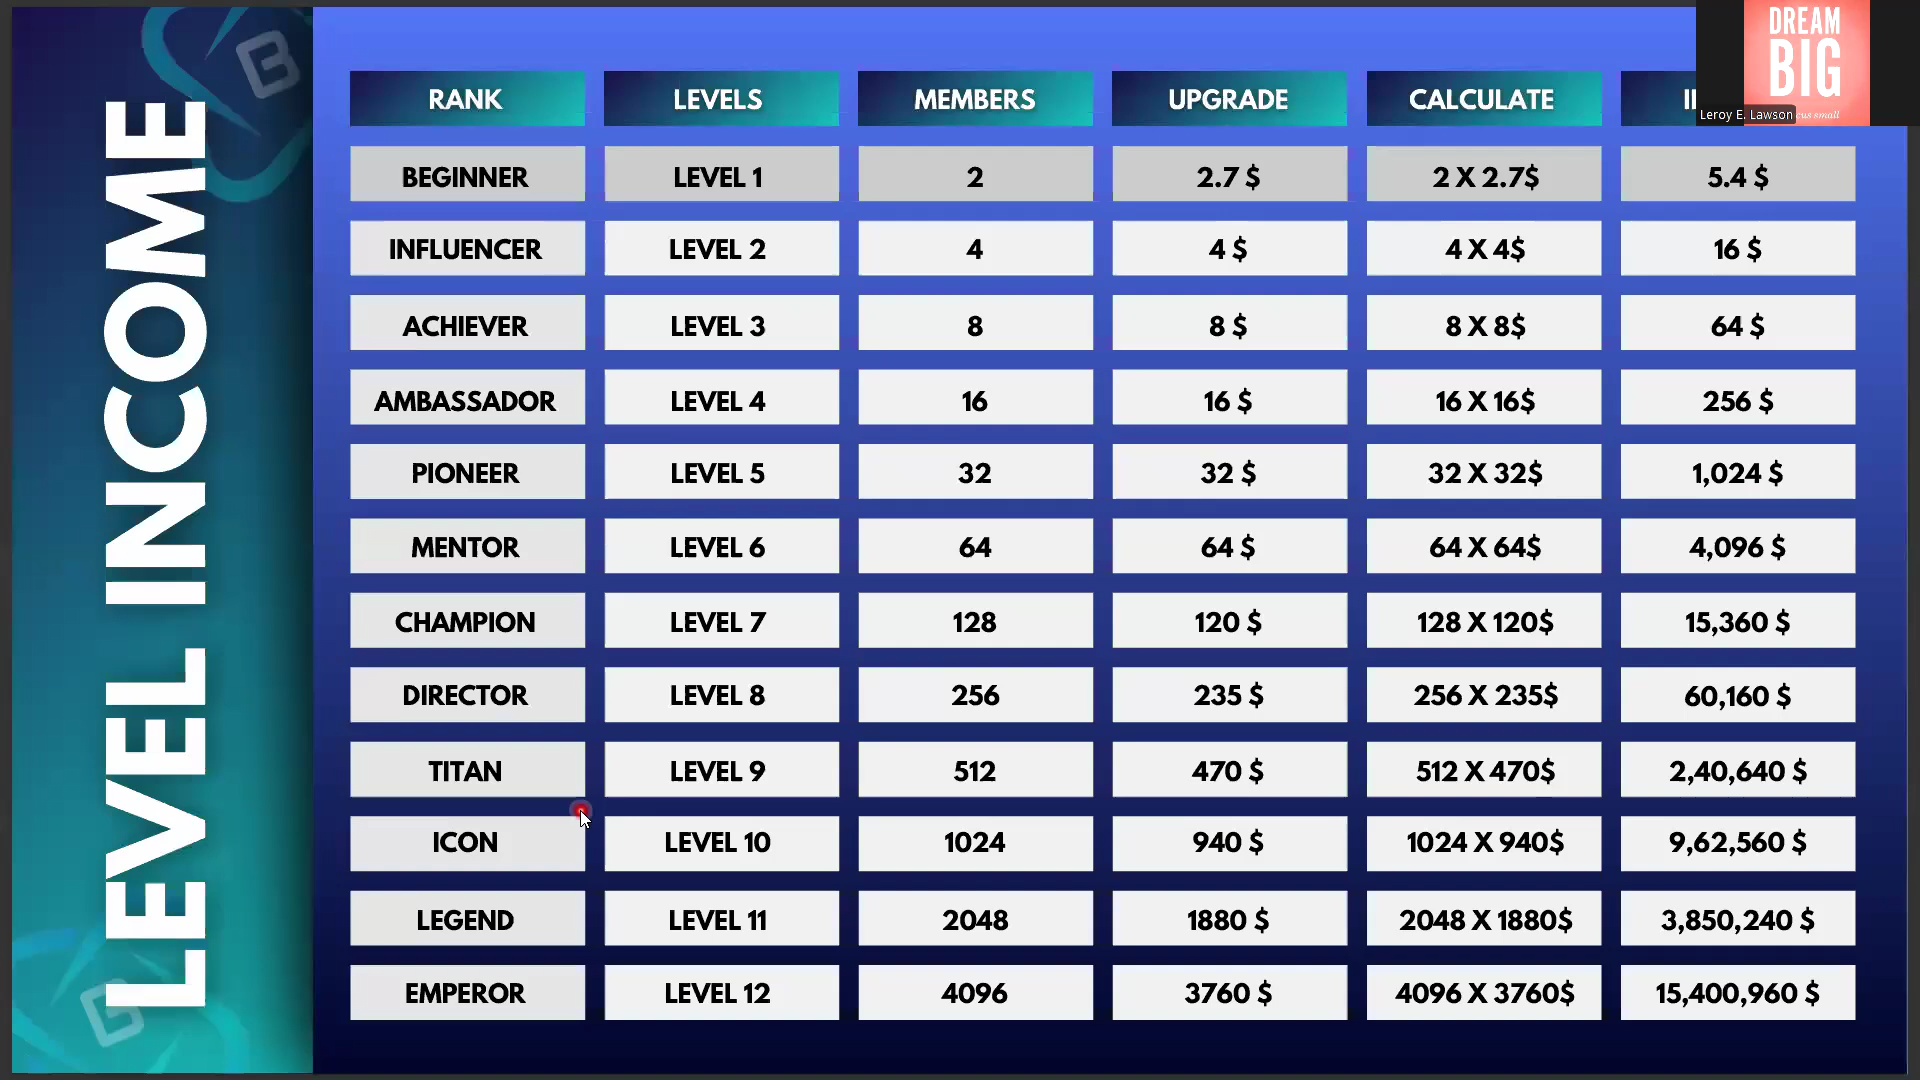 LEVEL INCOME
RANK LEVELS MEMBERS UPGRADE CALCULATE
DREAM
BIG
cus small
Leroy E. Lawson
BEGINNER LEVEL 1 2 2.7 $ 2 X 2.7$ 5.4 $
INFLUENCER LEVEL 2 4 4 $ 4 X 4$ 16 $
ACHIEVER LEVEL 3 8 8 $ 8 X 8$ 64 $
AMBASSADOR LEVEL 4 16 16 $ 16 X 16$ 256 $
PIONEER LEVEL 5 32 32 $ 32 X 32$ 1,024 $
MENTOR LEVEL 6 64 64 $ 64 X 64$ 4,096 $
CHAMPION LEVEL 7 128 120 $ 128 X 120$ 15,360 $
DIRECTOR LEVEL 8 256 235 $ 256 X 235$ 60,160 $
TITAN LEVEL 9 512 470 $ 512 X 470$ 2,40,640 $
ICON LEVEL 10 1024 940 $ 1024 X 940$ 9,62,560 $
LEGEND LEVEL 11 2048 1880 $ 2048 X 1880$ 3,850,240 $
EMPEROR LEVEL 12 4096 3760 $ 4096 X 3760$ 15,400,960 $